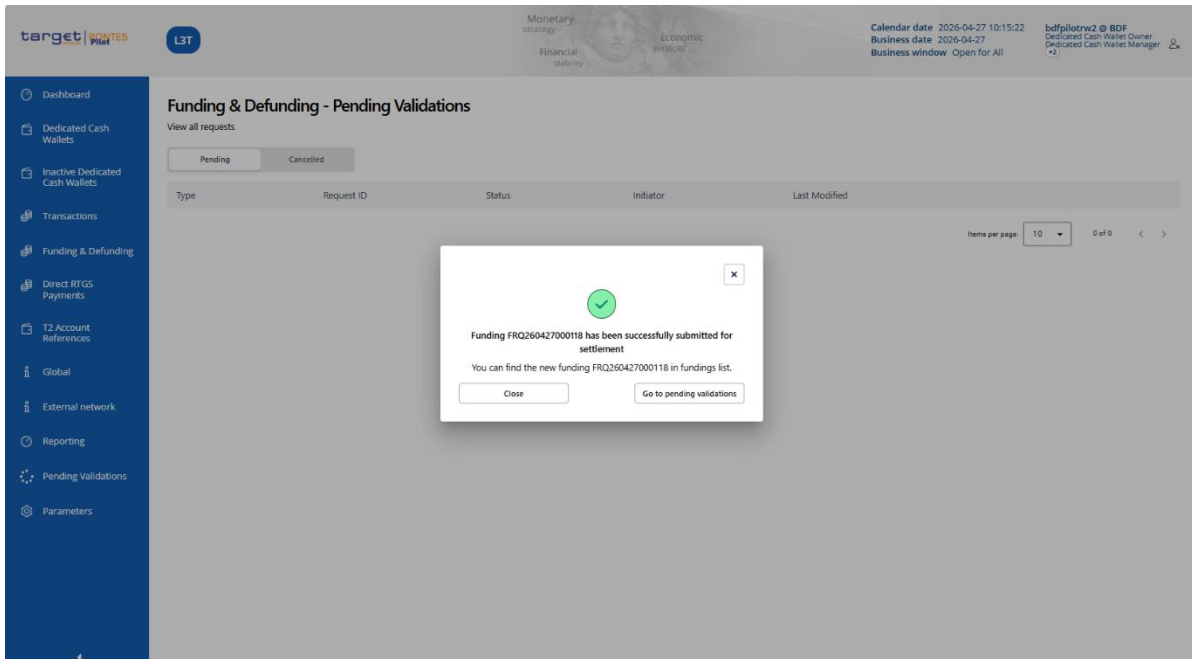 target | PONTES
Pilot
L3T
Monetary
strategy
Financial
stability
Economic
services
Calendar date 2026-04-27 10:15:22
Business date 2026-04-27
Business window Open for All
bdfpilotrw2 @ BDF
Dedicated Cash Wallet Owner
Dedicated Cash Wallet Manager
+2
Dashboard
Dedicated Cash
Wallets
Inactive Dedicated
Cash Wallets
Transactions
Funding & Defunding
Direct RTGS
Payments
T2 Account
References
Global
External network
Reporting
Pending Validations
Parameters
Funding & Defunding - Pending Validations
View all requests
Pending Cancelled
Type Request ID Status Initiator Last Modified
Items per page: 10 0 of 0
Funding FRQ260427000118 has been successfully submitted for
settlement
You can find the new funding FRQ260427000118 in fundings list.
Close Go to pending validations